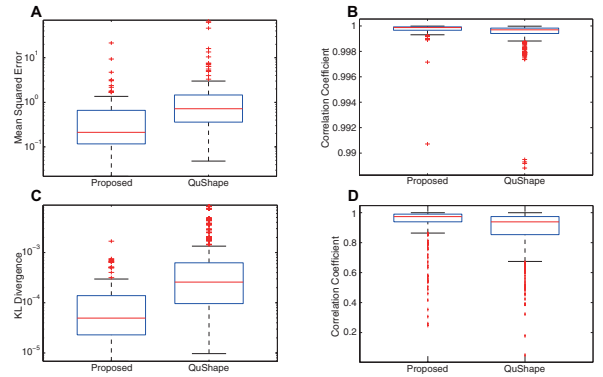 A
Mean Squared Error
10^1
10^0
10^-1
Proposed
QuShape
B
Correlation Coefficient
1
0.998
0.996
0.994
0.992
0.99
Proposed
QuShape
C
KL Divergence
10^-3
10^-4
10^-5
Proposed
QuShape
D
Correlation Coefficient
1
0.8
0.6
0.4
0.2
Proposed
QuShape